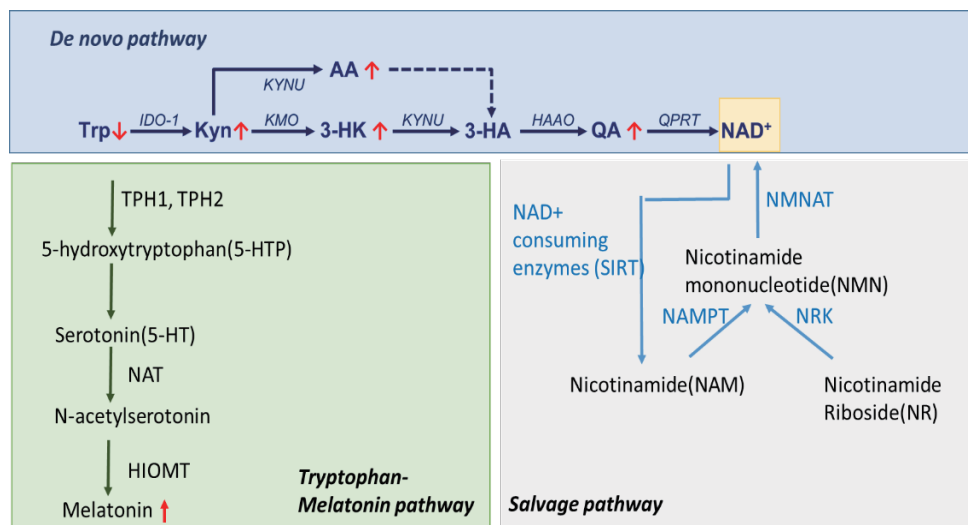 De novo pathway
AA
KYNU
Trp IDO-1 Kyn KMO 3-HK KYNU 3-HA HAAO QA QPRT NAD+
TPH1, TPH2
5-hydroxytryptophan(5-HTP)
Serotonin(5-HT)
NAT
N-acetylserotonin
HIOMT
Melatonin
Tryptophan-
Melatonin pathway
NAD+
consuming
enzymes (SIRT)
NMNAT
Nicotinamide
mononucleotide(NMN)
NAMPT
NRK
Nicotinamide(NAM)
Nicotinamide
Riboside(NR)
Salvage pathway